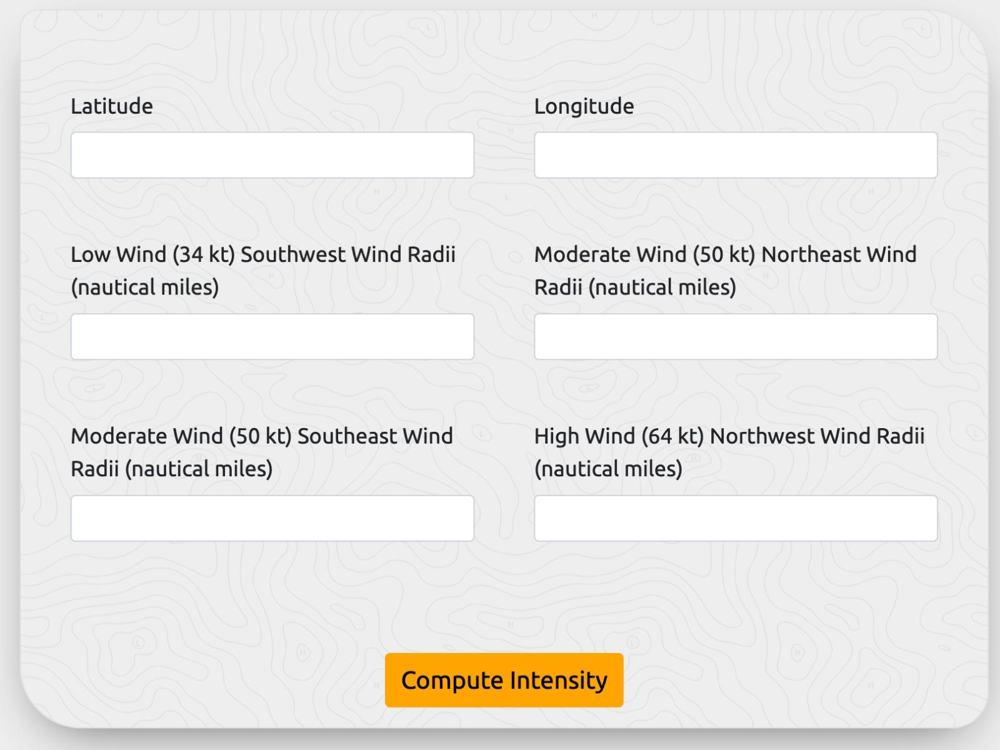 Latitude
Longitude
Low Wind (34 kt) Southwest Wind Radii
(nautical miles)
Moderate Wind (50 kt) Northeast Wind
Radii (nautical miles)
Moderate Wind (50 kt) Southeast Wind
Radii (nautical miles)
High Wind (64 kt) Northwest Wind Radii
(nautical miles)
Compute Intensity